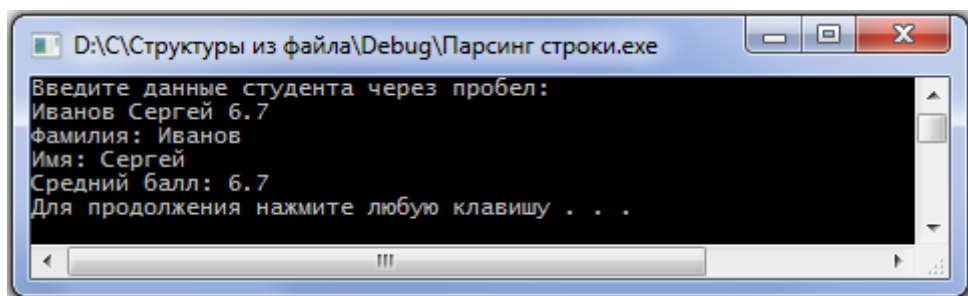 D:\C\Структуры из файла\Debug\Парсинг строки.exe
Введите данные студента через пробел:
Иванов Сергей 6.7
Фамилия: Иванов
Имя: Сергей
Средний балл: 6.7
Для продолжения нажмите любую клавишу . . .